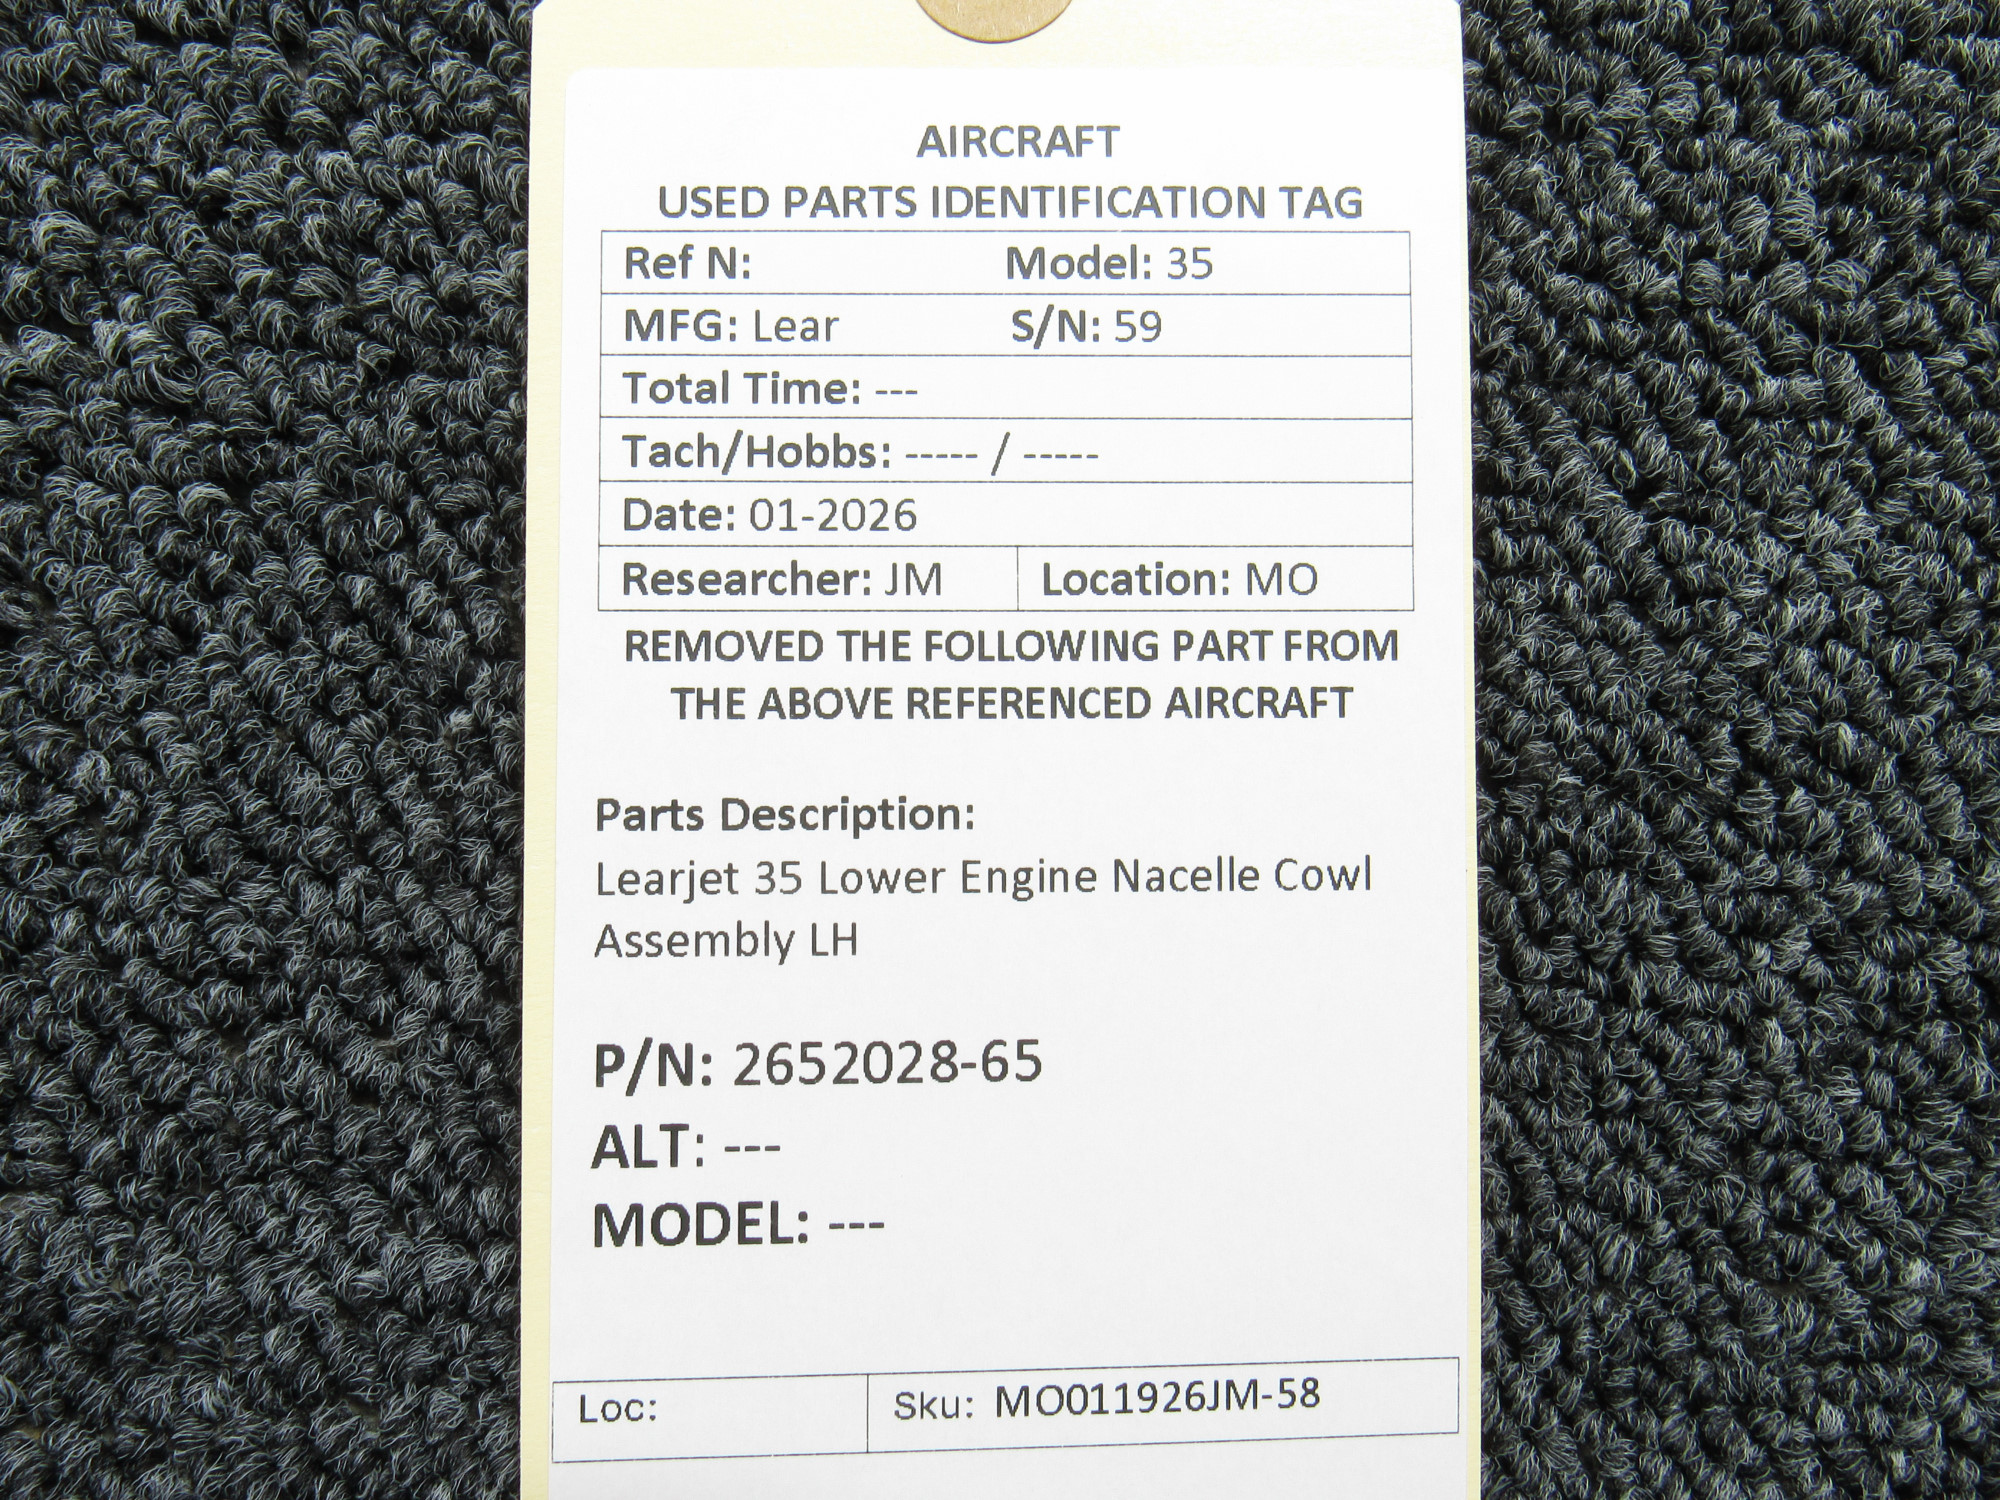 AIRCRAFT
USED PARTS IDENTIFICATION TAG
Ref N: Model: 35
MFG: Lear S/N: 59
Total Time: ---
Tach/Hobbs: ----- / -----
Date: 01-2026
Researcher: JM Location: MO
REMOVED THE FOLLOWING PART FROM
THE ABOVE REFERENCED AIRCRAFT
Parts Description:
Learjet 35 Lower Engine Nacelle Cowl
Assembly LH
P/N: 2652028-65
ALT: ---
MODEL: ---
Loc: Sku: MO011926JM-58